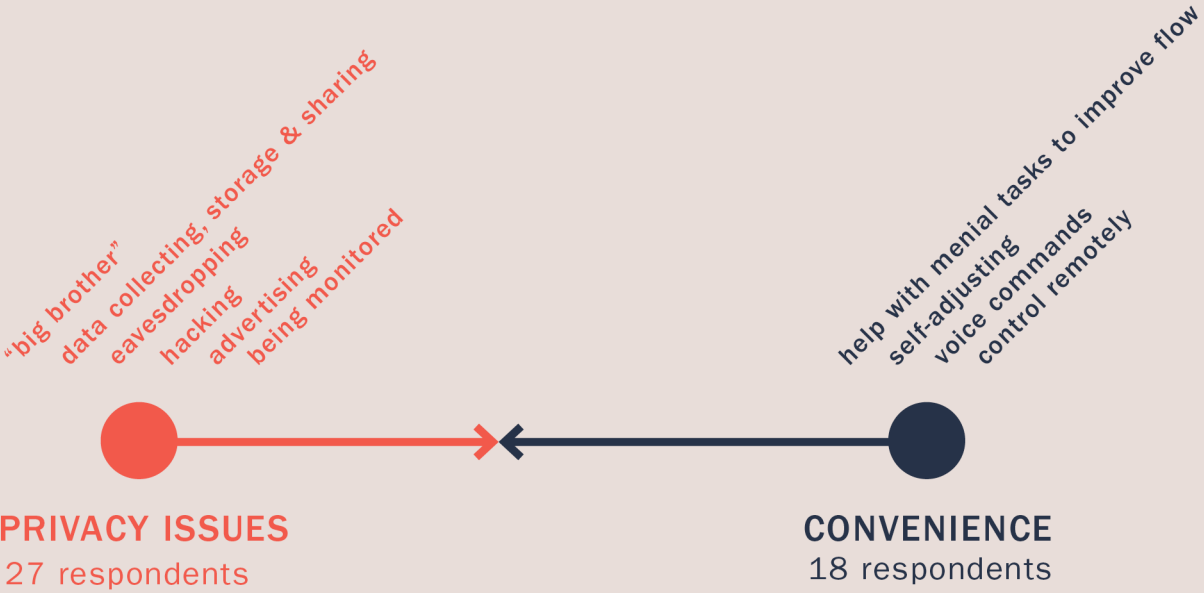 “big brother”
data collecting, storage & sharing
eavesdropping
hacking
advertising
being monitored
help with menial tasks to improve flow
self-adjusting
voice commands
control remotely
PRIVACY ISSUES
27 respondents
CONVENIENCE
18 respondents